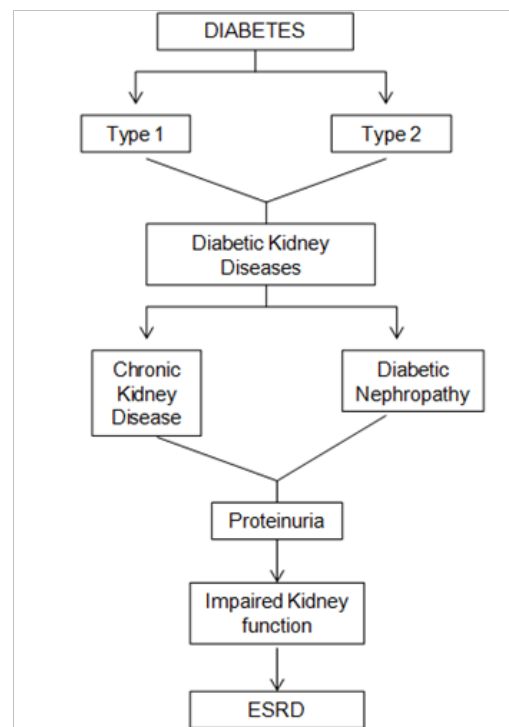 DIABETES
Type 1
Type 2
Diabetic Kidney
Diseases
Chronic
Kidney
Disease
Diabetic
Nephropathy
Proteinuria
Impaired Kidney
function
ESRD